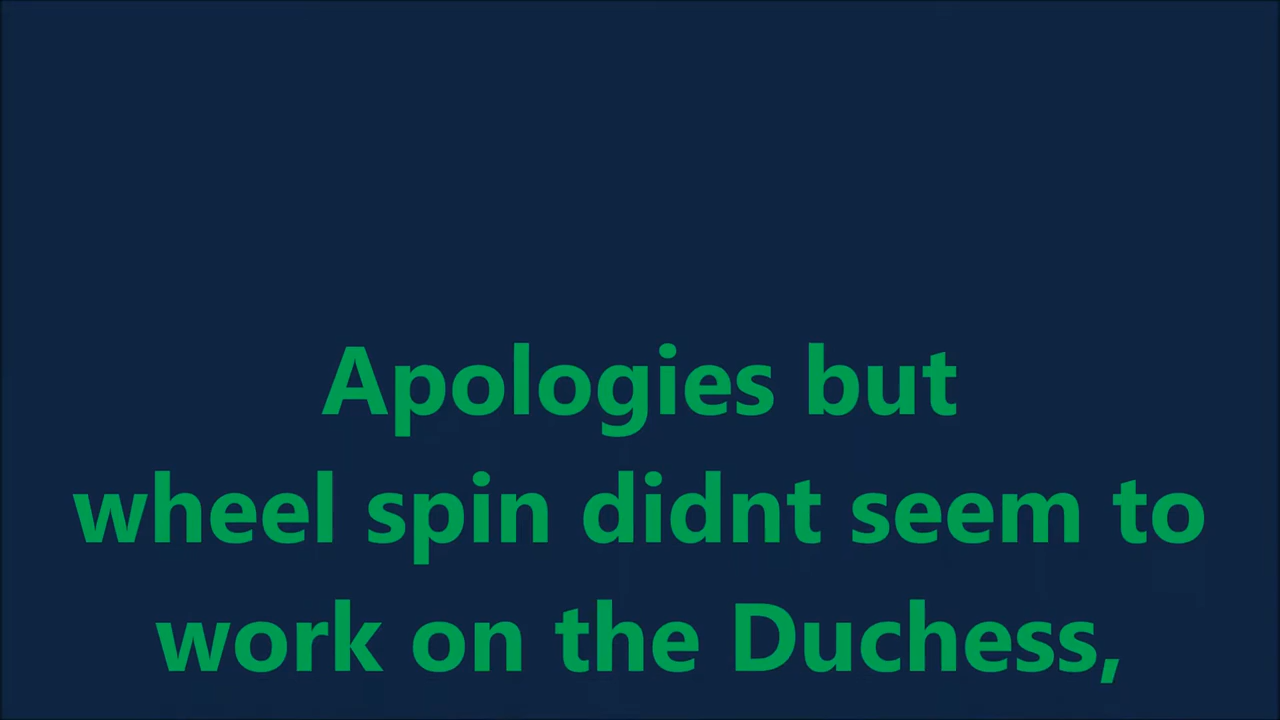 Apologies but
wheel spin didnt seem to
work on the Duchess,